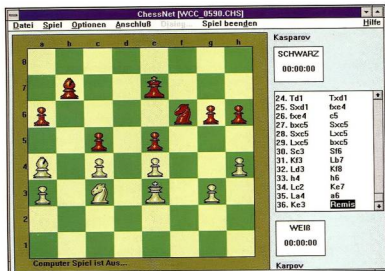 ChessNet [WCC_0590.CHS]
Datei Spiel Optionen Anschluß Dialog... Spiel beenden Hilfe
a b c d e f g h
8
7
6
5
4
3
2
1
Computer Spiel ist Aus...
Kasparov
SCHWARZ
00:00:00
24. Td1 Txd1
25. Sxd1 fxe4
26. fxe4 c5
27. bxc5 Sxc5
28. Sxc5 Lxc5
29. Lxc5 bxc5
30. Sc3 Sf6
31. Kf3 Lb7
32. Ld3 Kf8
33. h4 h6
34. Lc2 Ke7
35. La4 a6
36. Ke3 Remis
WEIß
00:00:00
Karpov